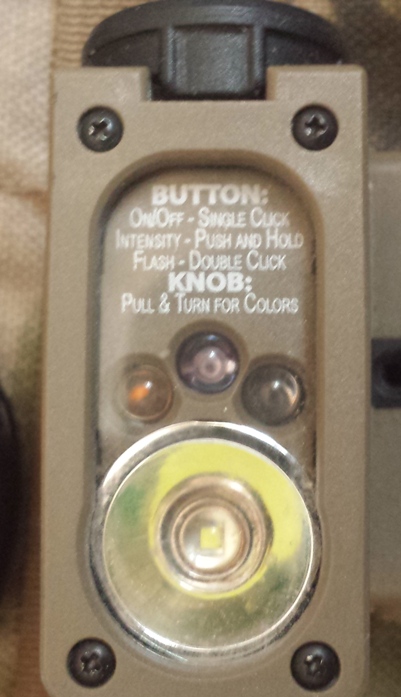 BUTTON:
ON/OFF - SINGLE CLICK
INTENSITY - PUSH AND HOLD
FLASH - DOUBLE CLICK
KNOB:
PULL & TURN FOR COLORS